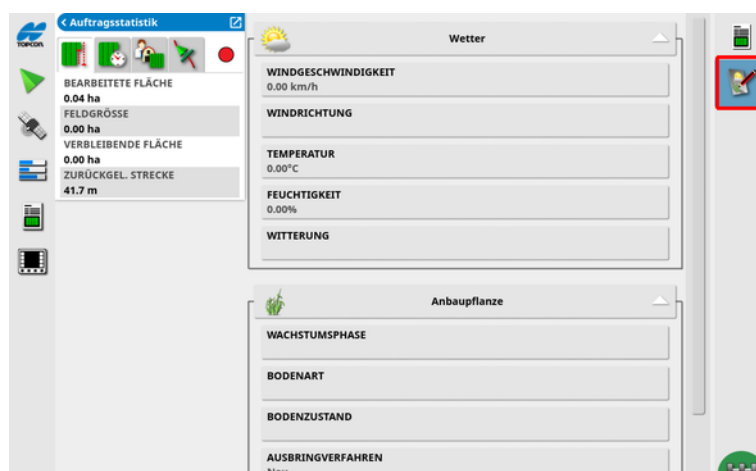 TOPCON
< Auftragsstatistik
BEARBEITETE FLÄCHE
0.04 ha
FELDGRÖSSE
0.00 ha
VERBLEIBENDE FLÄCHE
0.00 ha
ZURÜCKGEL. STRECKE
41.7 m
Wetter
WINDGESCHWINDIGKEIT
0.00 km/h
WINDRICHTUNG
TEMPERATUR
0.00°C
FEUCHTIGKEIT
0.00%
WITTERUNG
Anbaupflanze
WACHSTUMSPHASE
BODENART
BODENZUSTAND
AUSBRINGVERFAHREN